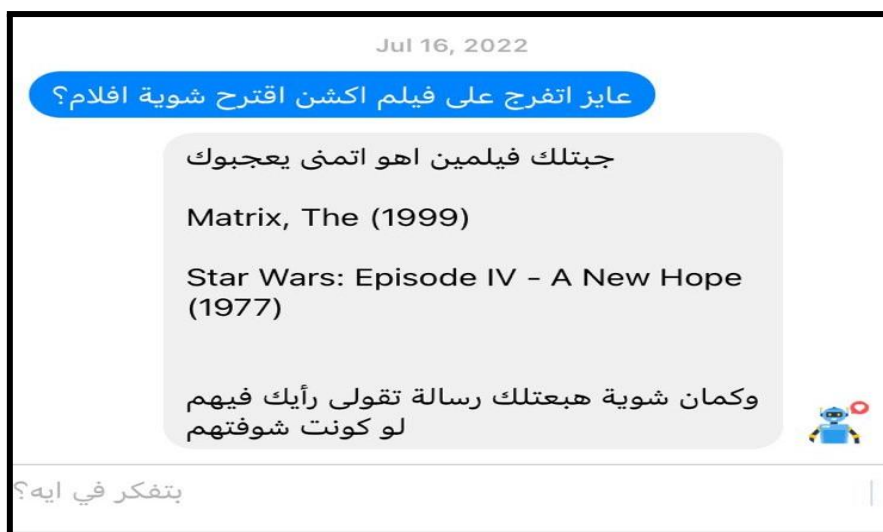 Jul 16, 2022
عايز اتفرج على فيلم اكشن اقترح شوية افلام؟
جبتلك فيلمين اهو اتمنى يعجبوك
Matrix, The (1999)
Star Wars: Episode IV - A New Hope
(1977)
وكمان شوية هبعتلك رسالة تقولى رأيك فيهم
لو كونت شوفتهم
بتفكر في ايه؟